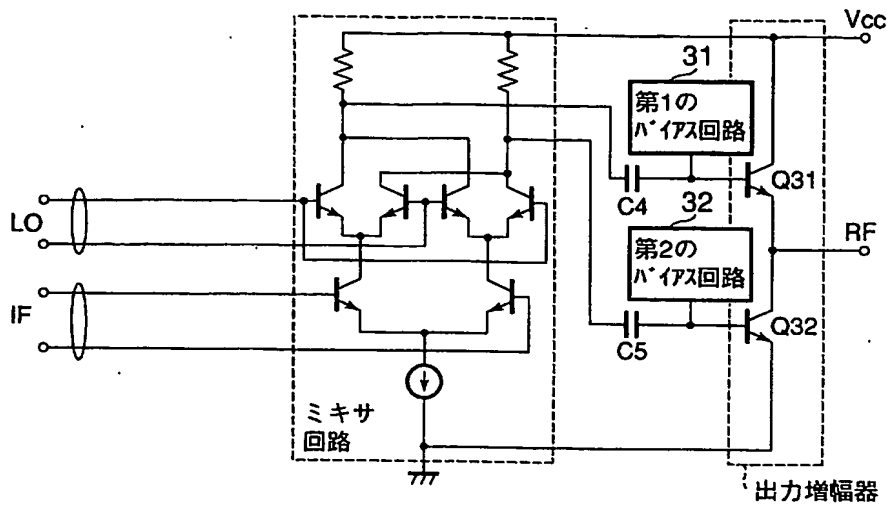 Vcc
31
第1の
ﾊﾞｲｱｽ回路
Q31
C4
LO
32
RF
第2の
ﾊﾞｲｱｽ回路
IF
C5
Q32
ミキサ
回路
出力増幅器